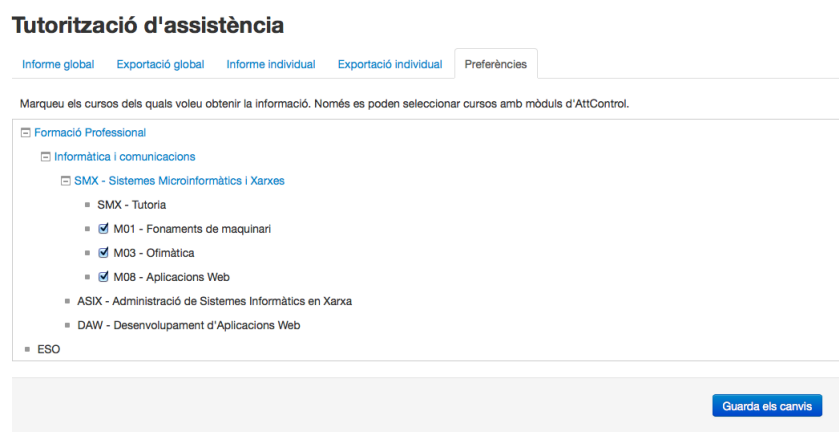 Tutorització d'assistència
Informe global Exportació global Informe individual Exportació individual Preferències
Marqueu els cursos dels quals voleu obtenir la informació. Només es poden seleccionar cursos amb mòduls d'AttControl.
Formació Professional
Informàtica i comunicacions
SMX - Sistemes Microinformàtics i Xarxes
SMX - Tutoria
M01 - Fonaments de maquinari
M03 - Ofimàtica
M08 - Aplicacions Web
ASIX - Administració de Sistemes Informàtics en Xarxa
DAW - Desenvolupament d'Aplicacions Web
ESO
Guarda els canvis